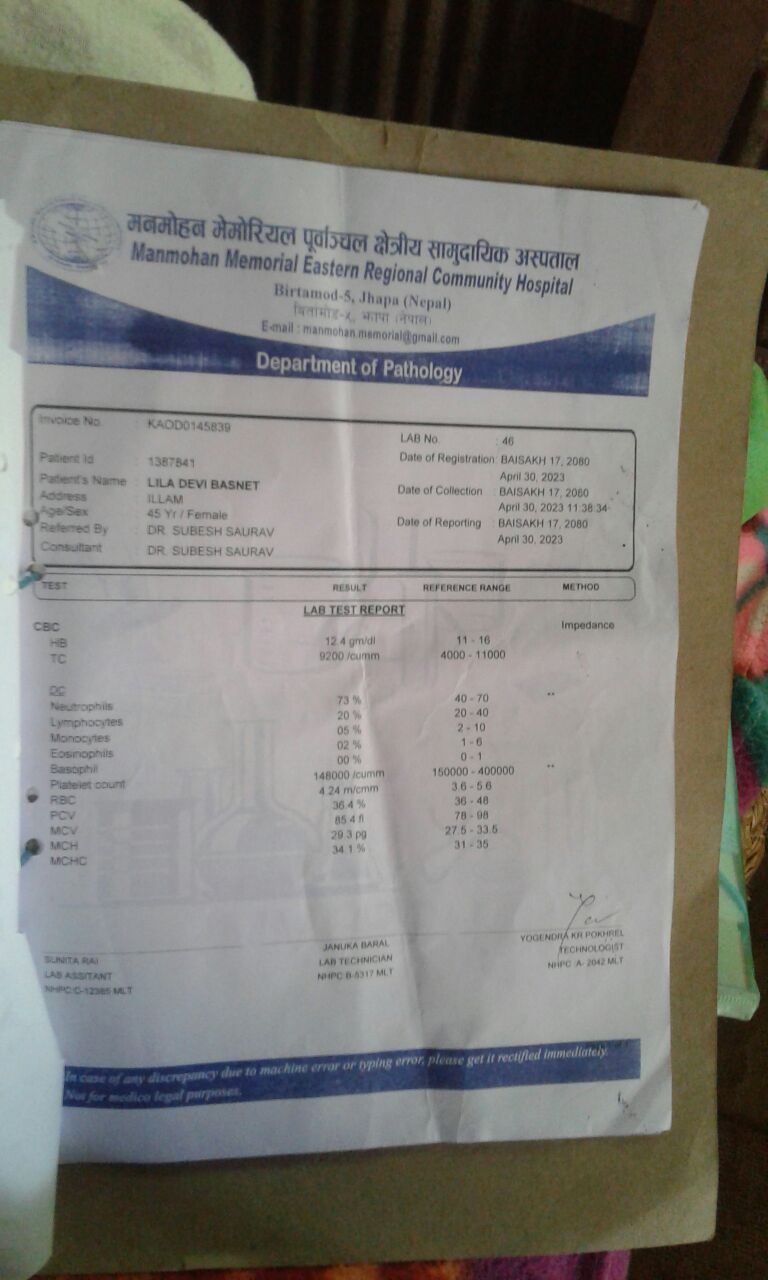 मनमोहन मेमोरियल पूर्वाञ्चल क्षेत्रीय सामुदायिक अस्पताल
Manmohan Memorial Eastern Regional Community Hospital
Birtamod-5, Jhapa (Nepal)
बिर्तामोड-५, झापा (नेपाल)
E-mail : manmohan.memorial@gmail.com
Department of Pathology
Invoice No. : KAOD0145839
LAB No. : 46
Patient Id : 1387841
Date of Registration: BAISAKH 17, 2080
April 30, 2023
Patient's Name : LILA DEVI BASNET
Date of Collection : BAISAKH 17, 2080
Address : ILLAM
April 30, 2023 11:38:34
Age/Sex : 45 Yr / Female
Date of Reporting : BAISAKH 17, 2080
Referred By : DR. SUBESH SAURAV
April 30, 2023
Consultant : DR. SUBESH SAURAV
TEST RESULT REFERENCE RANGE METHOD
LAB TEST REPORT
CBC Impedance
HB 12.4 gm/dl 11 - 16
TC 9200 /cumm 4000 - 11000
DC **
Neutrophils 73 % 40 - 70
Lymphocytes 20 % 20 - 40
Monocytes 05 % 2 - 10
Eosinophils 02 % 1 - 6
Basophil 00 % 0 - 1
Platelet count 148000 /cumm 150000 - 400000 **
RBC 4.24 m/cmm 3.6 - 5.6
PCV 36.4 % 36 - 48
MCV 85.4 fl 78 - 98
MCH 29.3 pg 27.5 - 33.5
MCHC 34.1 % 31 - 35
SUNITA RAI JANUKA BARAL YOGENDRA KR POKHREL
LAB ASSITANT LAB TECHNICIAN TECHNOLOGIST
NHPC:C-12385 MLT NHPC B-5317 MLT NHPC A- 2042 MLT
In case of any discrepancy due to machine error or typing error, please get it rectified immediately.
Not for medico legal purposes.